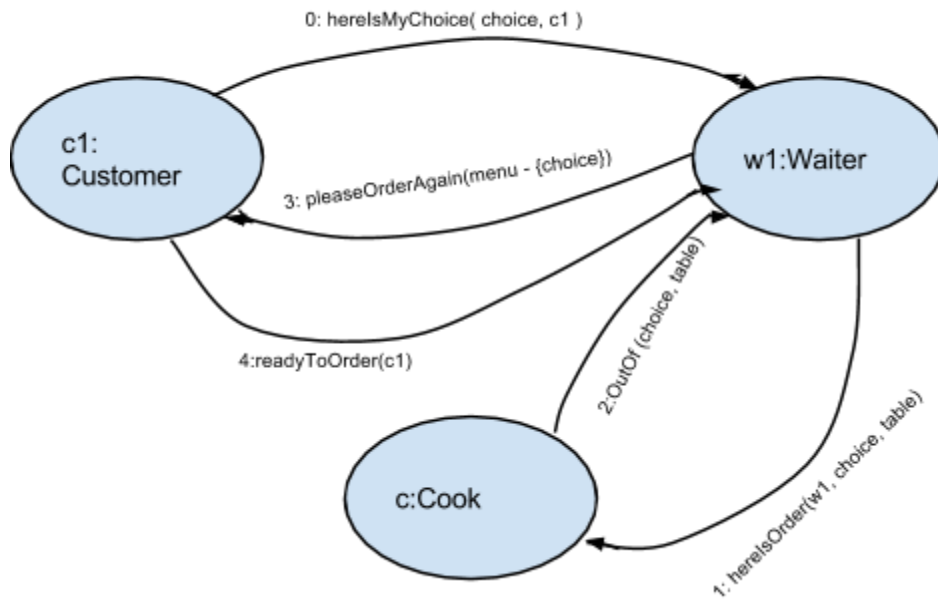 0: hereIsMyChoice( choice, c1 )
c1:
Customer
w1:Waiter
3: pleaseOrderAgain(menu - {choice})
4:readyToOrder(c1)
2:OutOf (choice, table)
c:Cook
1: hereIsOrder(w1, choice, table)